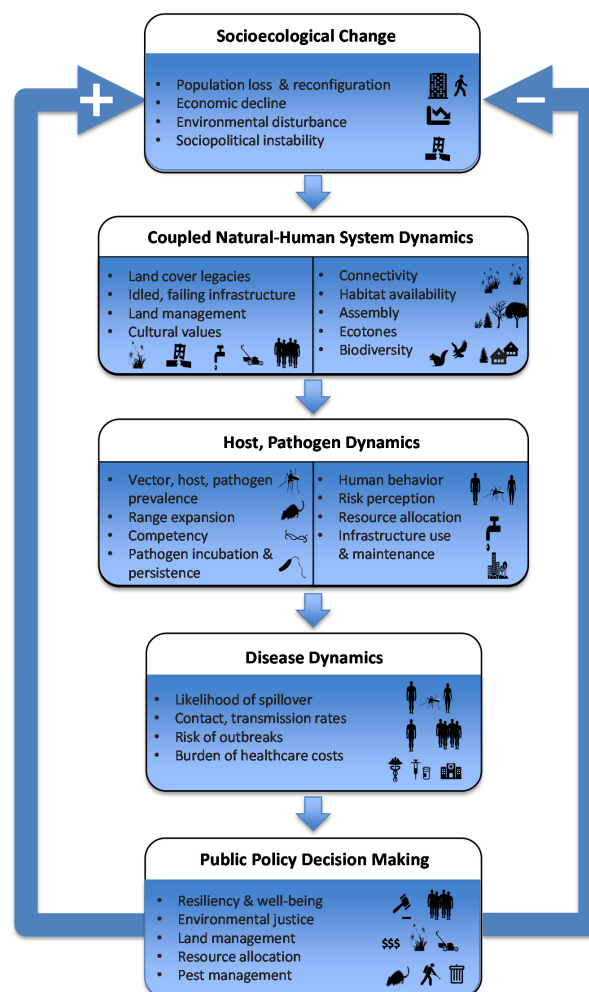 Socioecological Change
+
−
• Population loss & reconfiguration
• Economic decline
• Environmental disturbance
• Sociopolitical instability
Coupled Natural-Human System Dynamics
• Land cover legacies
• Idled, failing infrastructure
• Land management
• Cultural values
• Connectivity
• Habitat availability
• Assembly
• Ecotones
• Biodiversity
Host, Pathogen Dynamics
• Vector, host, pathogen
prevalence
• Range expansion
• Competency
• Pathogen incubation &
persistence
• Human behavior
• Risk perception
• Resource allocation
• Infrastructure use
& maintenance
Disease Dynamics
• Likelihood of spillover
• Contact, transmission rates
• Risk of outbreaks
• Burden of healthcare costs
Public Policy Decision Making
• Resiliency & well-being
• Environmental justice
• Land management
• Resource allocation
• Pest management
$$$